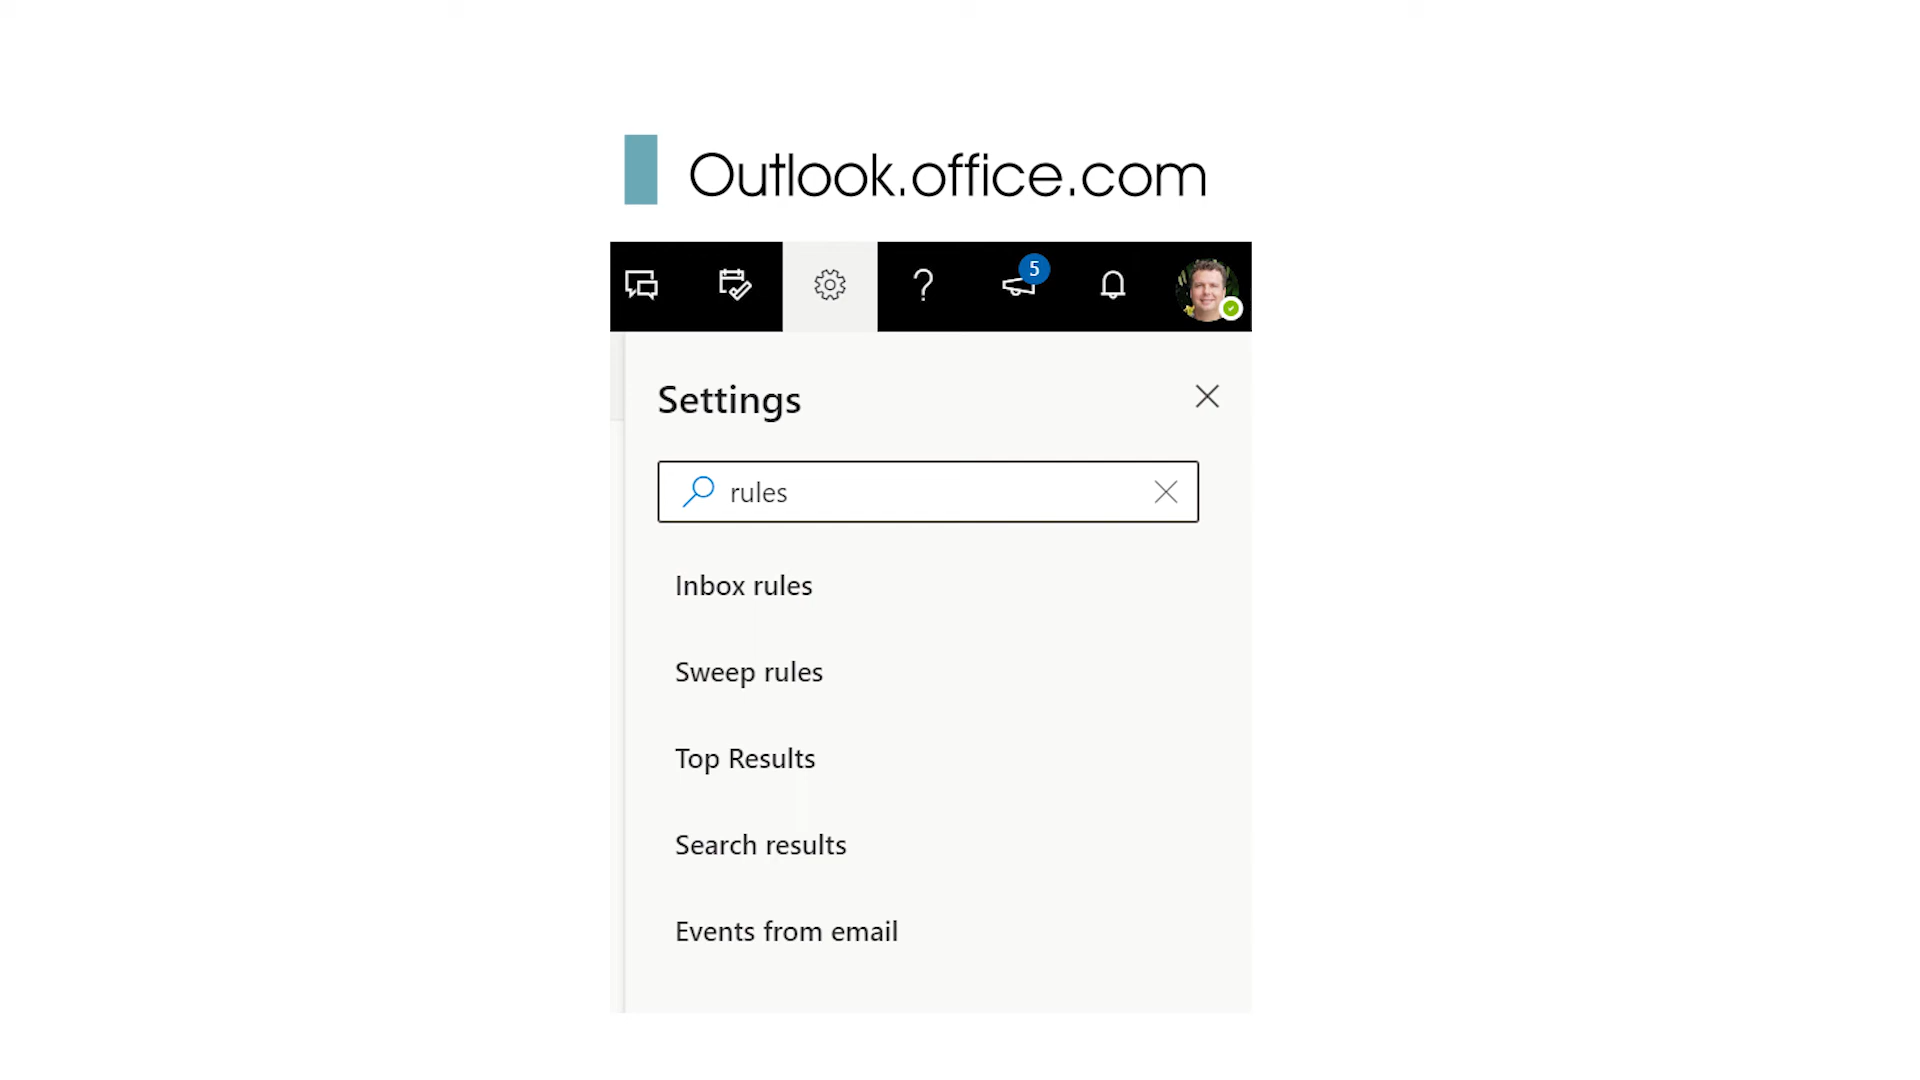 Outlook.office.com
5
Settings
rules
Inbox rules
Sweep rules
Top Results
Search results
Events from email